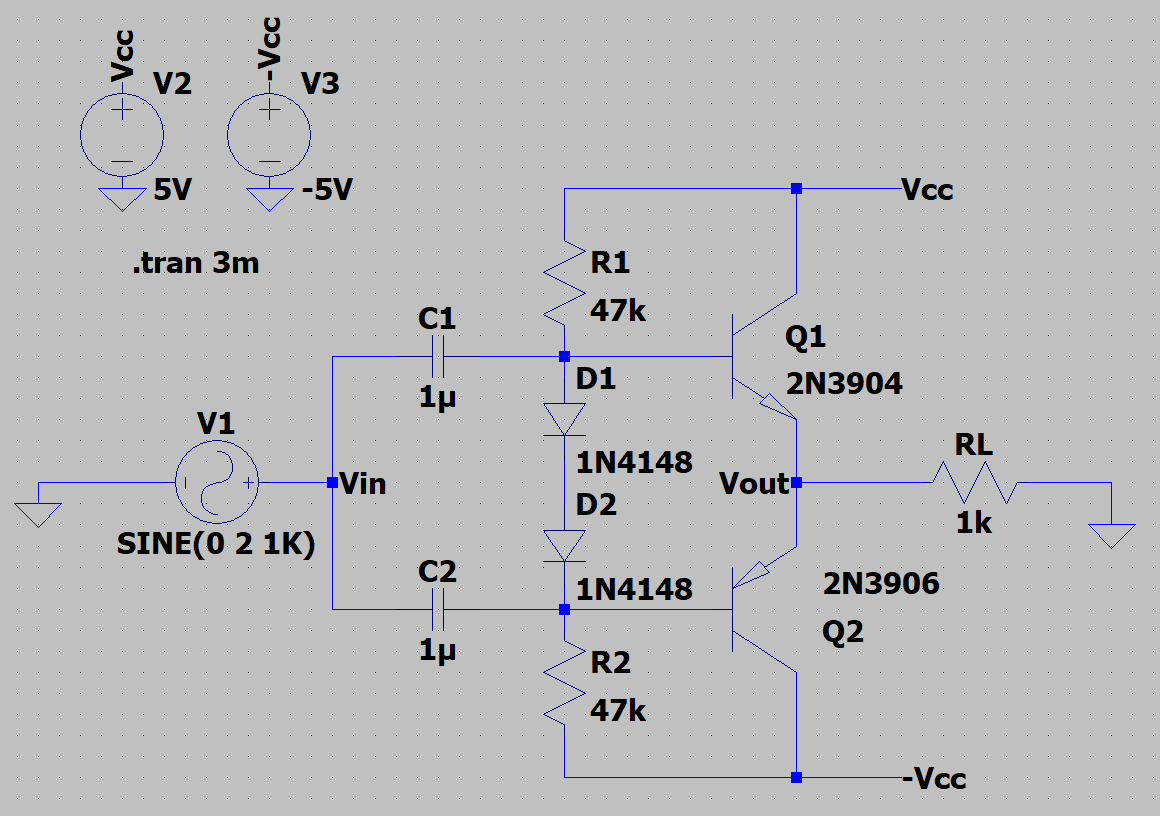 Vcc
-Vcc
V2
V3
5V
-5V
Vcc
.tran 3m
R1
47k
C1
1µ
Q1
2N3904
D1
1N4148
V1
Vin
SINE(0 2 1K)
D2
1N4148
Vout
RL
1k
C2
1µ
2N3906
Q2
R2
47k
-Vcc